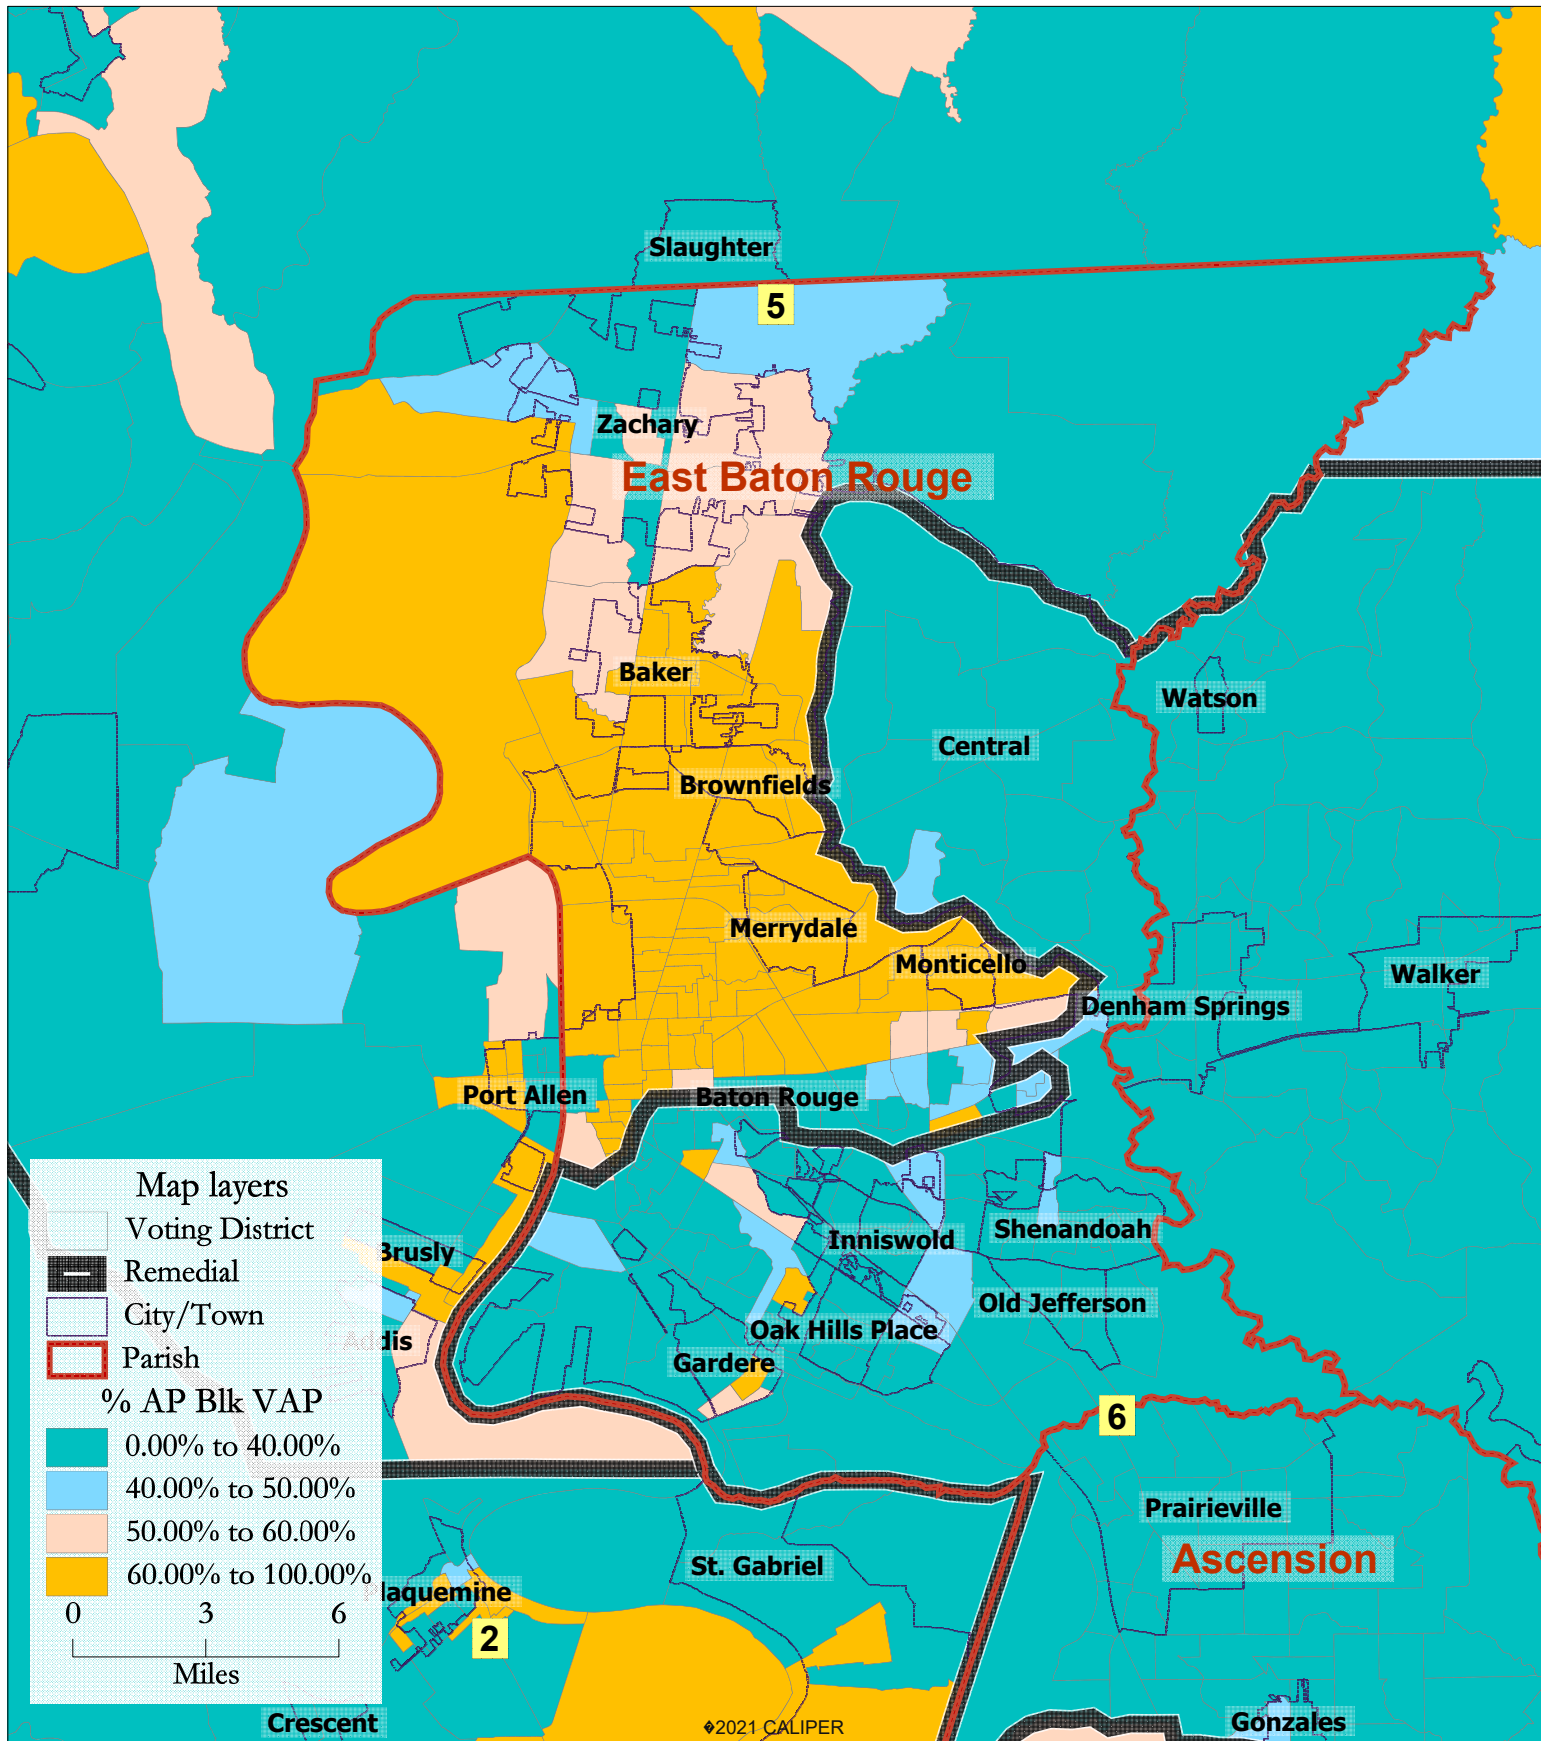 Slaughter
5
Zachary
East Baton Rouge
Baker
Watson
Central
Brownfields
Merrydale
Monticello
Walker
Denham Springs
Port Allen
Baton Rouge
Map layers
Voting District
Remedial
City/Town
Parish
% AP Blk VAP
0.00% to 40.00%
40.00% to 50.00%
50.00% to 60.00%
60.00% to 100.00%
0 3 6
Miles
Brusly
Shenandoah
Inniswold
Old Jefferson
Oak Hills Place
Addis
Gardere
6
Prairieville
Ascension
St. Gabriel
laquemine
2
Crescent
�2021 CALIPER
Gonzales